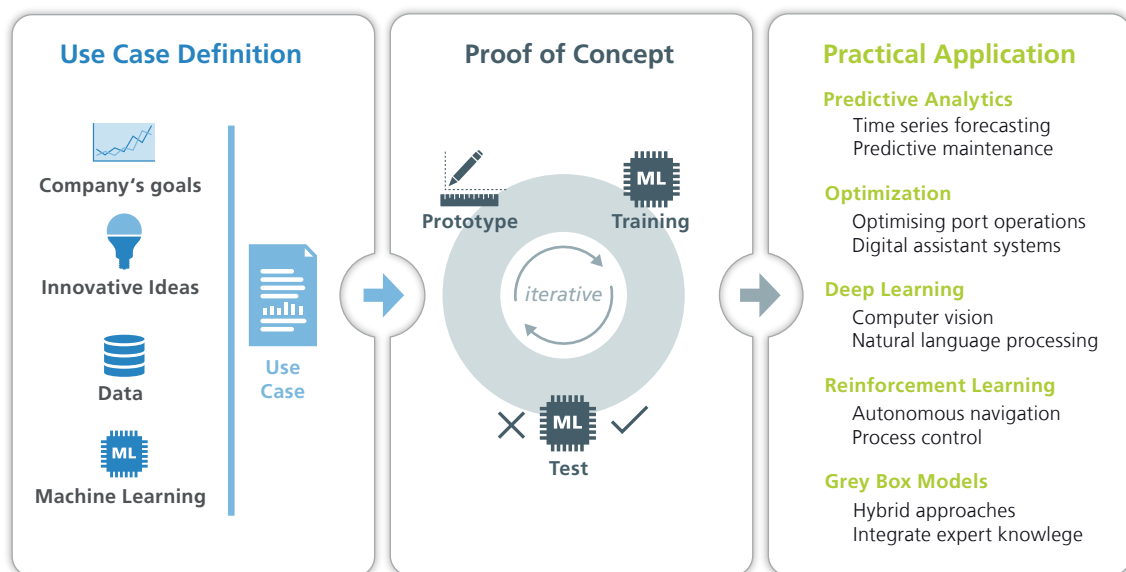 Use Case Definition
Company's goals
Innovative Ideas
Data
ML
Machine Learning
Use
Case
Proof of Concept
Prototype
ML
Training
iterative
ML
Test
Practical Application
Predictive Analytics
Time series forecasting
Predictive maintenance
Optimization
Optimising port operations
Digital assistant systems
Deep Learning
Computer vision
Natural language processing
Reinforcement Learning
Autonomous navigation
Process control
Grey Box Models
Hybrid approaches
Integrate expert knowlege